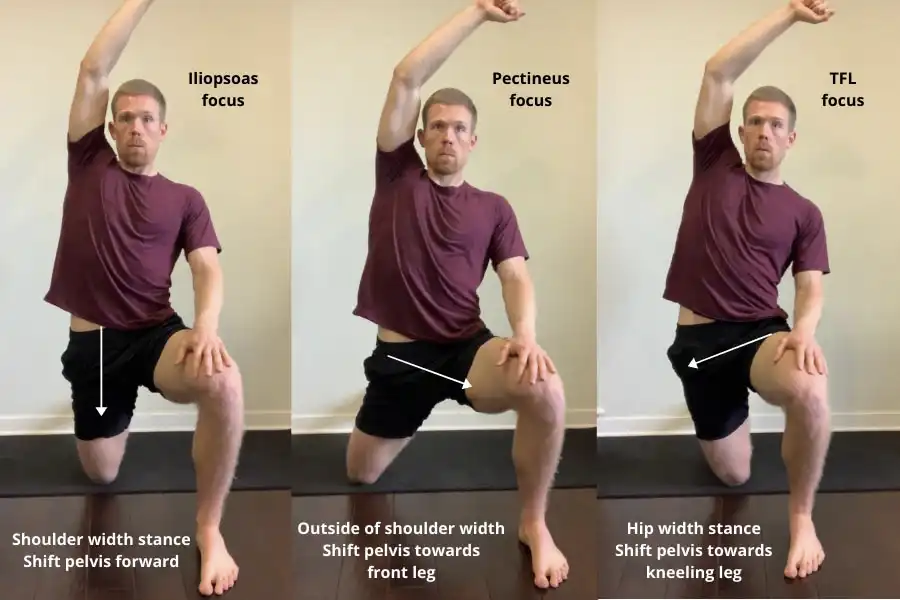 Iliopsoas
focus
Shoulder width stance
Shift pelvis forward
Pectineus
focus
Outside of shoulder width
Shift pelvis towards
front leg
TFL
focus
Hip width stance
Shift pelvis towards
kneeling leg